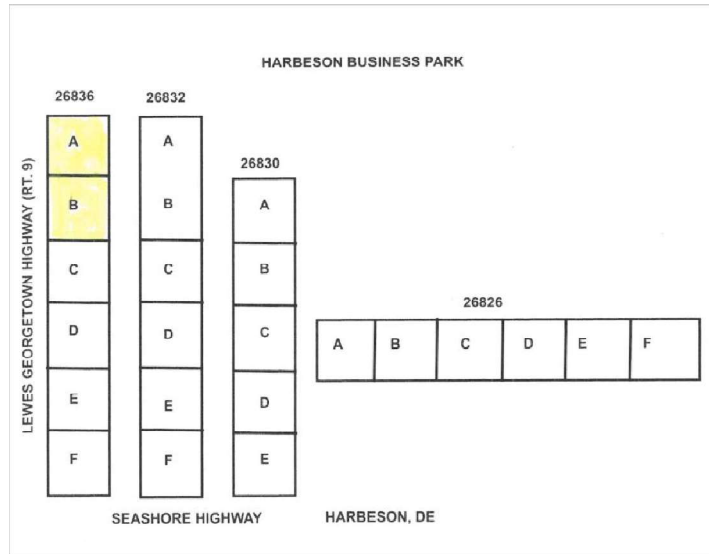 HARBESON BUSINESS PARK
26836
26832
26830
26826
LEWES GEORGETOWN HIGHWAY (RT. 9)
A
B
C
D
E
F
A
B
C
D
E
F
A
B
C
D
E
A
B
C
D
E
F
SEASHORE HIGHWAY
HARBESON, DE